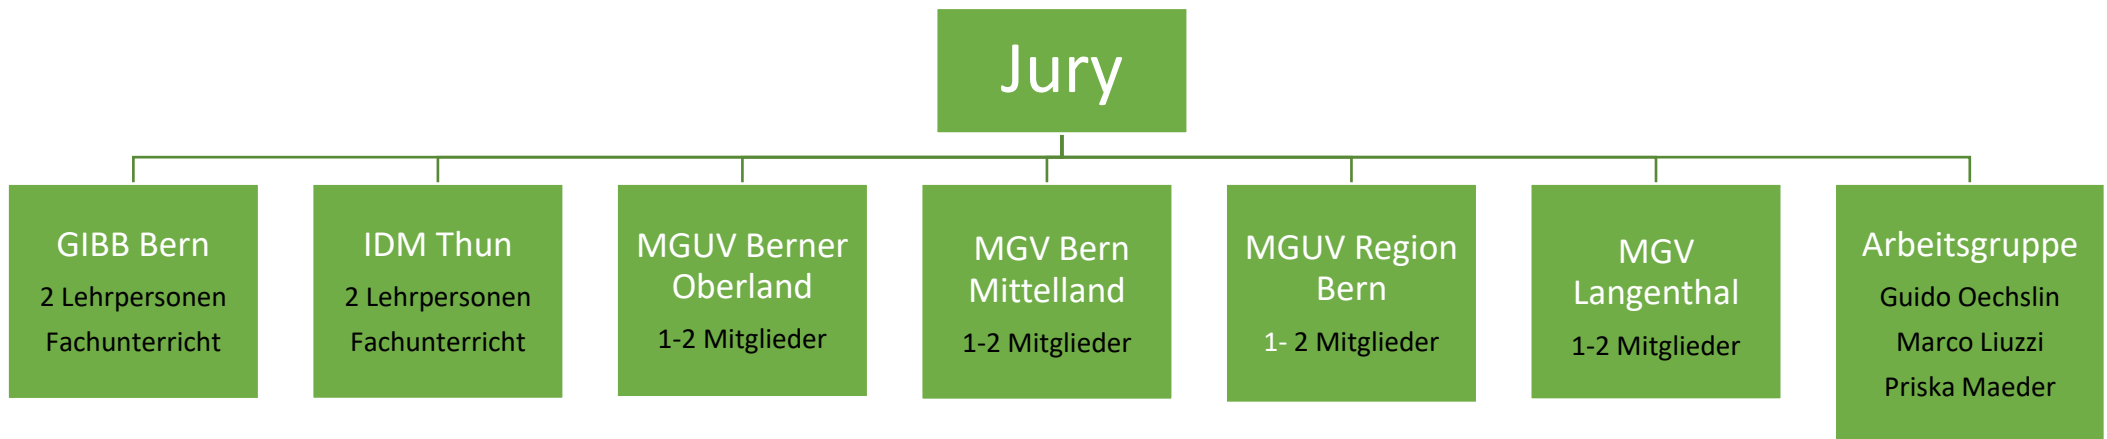 Jury
GIBB Bern
2 Lehrpersonen
Fachunterricht
IDM Thun
2 Lehrpersonen
Fachunterricht
MGUV Berner
Oberland
1-2 Mitglieder
MGV Bern
Mittelland
1-2 Mitglieder
MGUV Region
Bern
1- 2 Mitglieder
MGV
Langenthal
1-2 Mitglieder
Arbeitsgruppe
Guido Oechslin
Marco Liuzzi
Priska Maeder